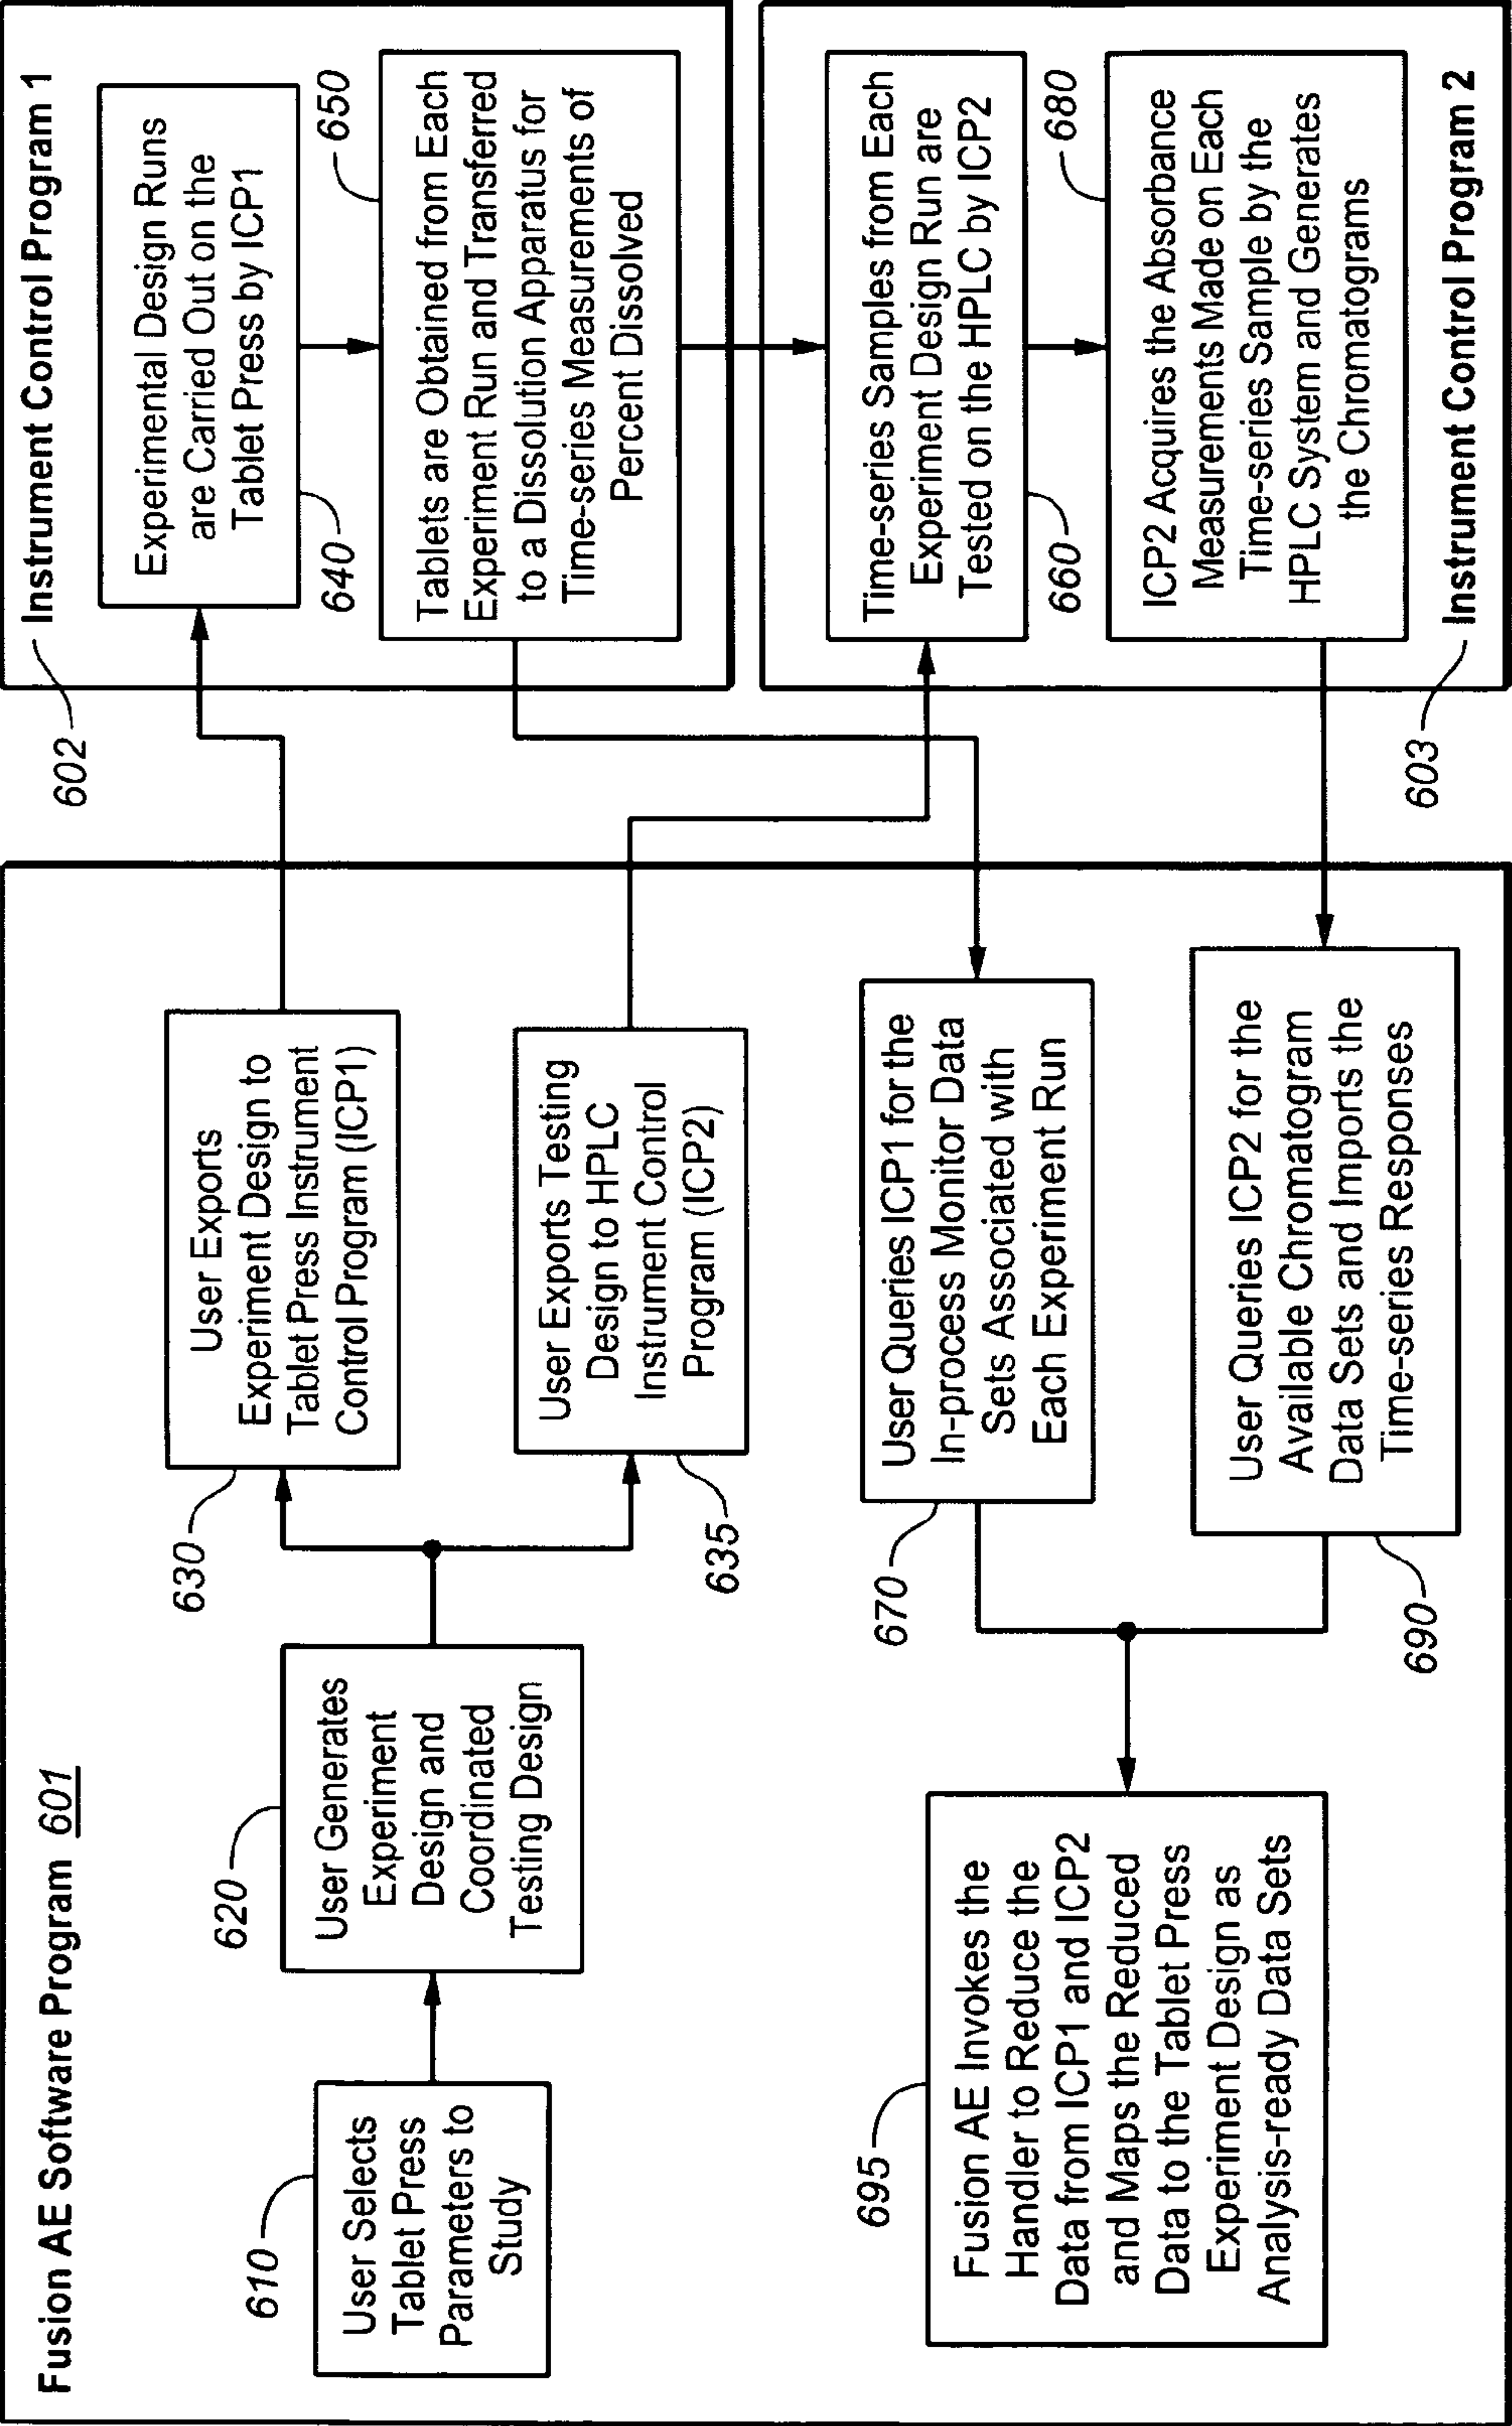 Fusion AE Software Program 601
610
User Selects
Tablet Press
Parameters to
Study
620
User Generates
Experiment
Design and
Coordinated
Testing Design
630
User Exports
Experiment Design to
Tablet Press Instrument
Control Program (ICP1)
635
User Exports Testing
Design to HPLC
Instrument Control
Program (ICP2)
602
Instrument Control Program 1
Experimental Design Runs
are Carried Out on the
Tablet Press by ICP1
640
650
Tablets are Obtained from Each
Experiment Run and Transferred
to a Dissolution Apparatus for
Time-series Measurements of
Percent Dissolved
Time-series Samples from Each
Experiment Design Run are
Tested on the HPLC by ICP2
660
680
ICP2 Acquires the Absorbance
Measurements Made on Each
Time-series Sample by the
HPLC System and Generates
the Chromatograms
603
Instrument Control Program 2
670
User Queries ICP1 for the
In-process Monitor Data
Sets Associated with
Each Experiment Run
690
User Queries ICP2 for the
Available Chromatogram
Data Sets and Imports the
Time-series Responses
695
Fusion AE Invokes the
Handler to Reduce the
Data from ICP1 and ICP2
and Maps the Reduced
Data to the Tablet Press
Experiment Design as
Analysis-ready Data Sets